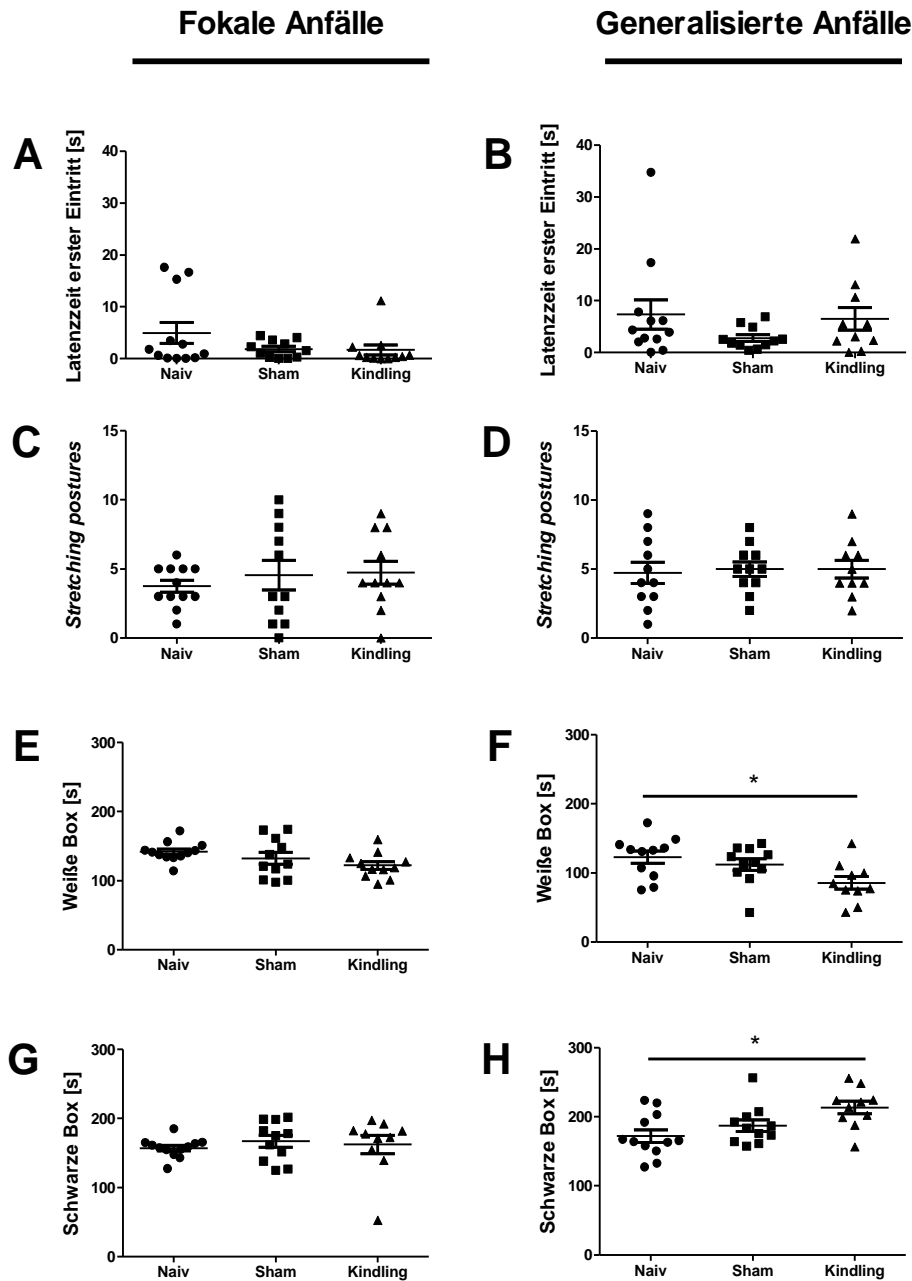 Fokale Anfälle
Generalisierte Anfälle
A
Latenzzeit erster Eintritt [s]
40
30
20
10
0
Naiv Sham Kindling
B
Latenzzeit erster Eintritt [s]
40
30
20
10
0
Naiv Sham Kindling
C
Stretching postures
15
10
5
0
Naiv Sham Kindling
D
Stretching postures
15
10
5
0
Naiv Sham Kindling
E
Weiße Box [s]
300
200
100
0
Naiv Sham Kindling
F
Weiße Box [s]
300
200
100
0
*
Naiv Sham Kindling
G
Schwarze Box [s]
300
200
100
0
Naiv Sham Kindling
H
Schwarze Box [s]
300
200
100
0
*
Naiv Sham Kindling